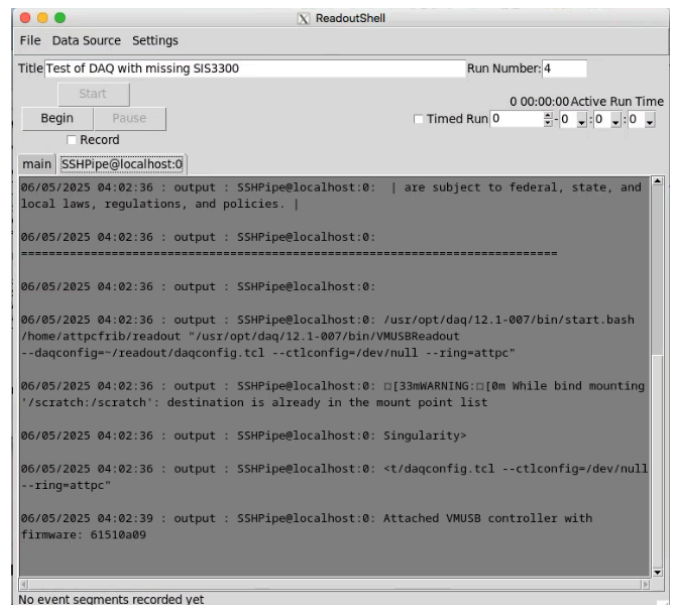 ReadoutShell
File Data Source Settings
Title Test of DAQ with missing SIS3300 Run Number: 4
Start
0 00:00:00 Active Run Time
Begin Pause Timed Run 0 - 0 : 0 : 0
Record
main SSHPipe@localhost:0
06/05/2025 04:02:36 : output : SSHPipe@localhost:0: | are subject to federal, state, and
local laws, regulations, and policies. |
06/05/2025 04:02:36 : output : SSHPipe@localhost:0:
==============================================================================
06/05/2025 04:02:36 : output : SSHPipe@localhost:0:
06/05/2025 04:02:36 : output : SSHPipe@localhost:0: /usr/opt/daq/12.1-007/bin/start.bash
/home/attpcfrib/readout "/usr/opt/daq/12.1-007/bin/VMUSBReadout
--daqconfig=~/readout/daqconfig.tcl --ctlconfig=/dev/null --ring=attpc"
06/05/2025 04:02:36 : output : SSHPipe@localhost:0: □[33mWARNING:□[0m While bind mounting
'/scratch:/scratch': destination is already in the mount point list
06/05/2025 04:02:36 : output : SSHPipe@localhost:0: Singularity>
06/05/2025 04:02:36 : output : SSHPipe@localhost:0: <t/daqconfig.tcl --ctlconfig=/dev/null
--ring=attpc"
06/05/2025 04:02:39 : output : SSHPipe@localhost:0: Attached VMUSB controller with
firmware: 61510a09
No event segments recorded yet